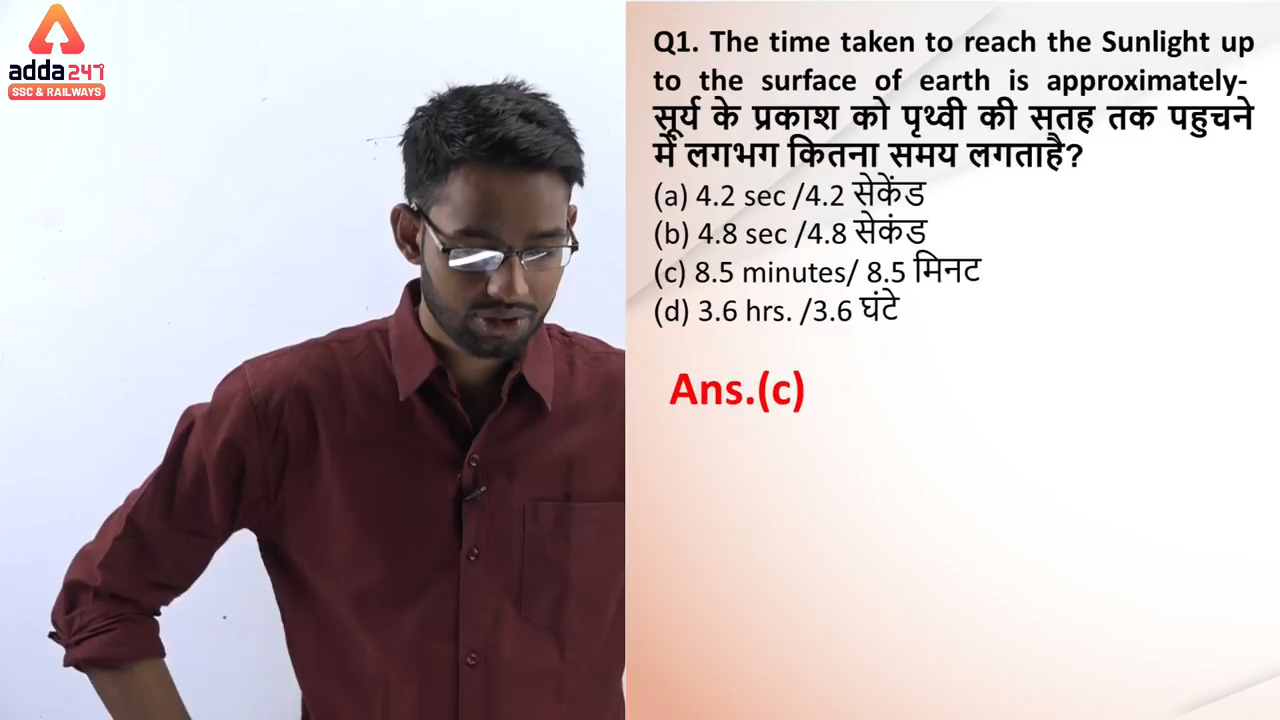 adda247
SSC & RAILWAYS
Q1. The time taken to reach the Sunlight up
to the surface of earth is approximately-
सूर्य के प्रकाश को पृथ्वी की सतह तक पहुचने
में लगभग कितना समय लगताहै?
(a) 4.2 sec /4.2 सेकेंड
(b) 4.8 sec /4.8 सेकंड
(c) 8.5 minutes/ 8.5 मिनट
(d) 3.6 hrs. /3.6 घंटे
Ans.(c)